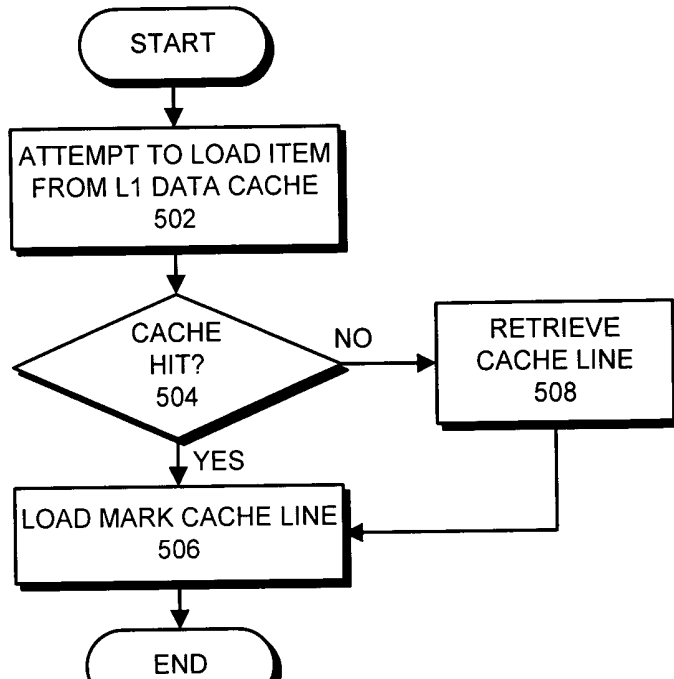 START
ATTEMPT TO LOAD ITEM
FROM L1 DATA CACHE
502
CACHE
HIT?
504
NO
RETRIEVE
CACHE LINE
508
YES
LOAD MARK CACHE LINE
506
END